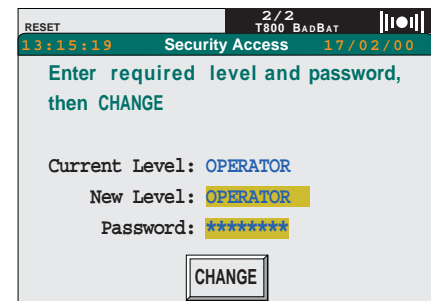 RESET
2/2
T800 BADBAT
13:15:19 Security Access 17/02/00
Enter required level and password,
then CHANGE
Current Level: OPERATOR
New Level: OPERATOR
Password: ********
CHANGE